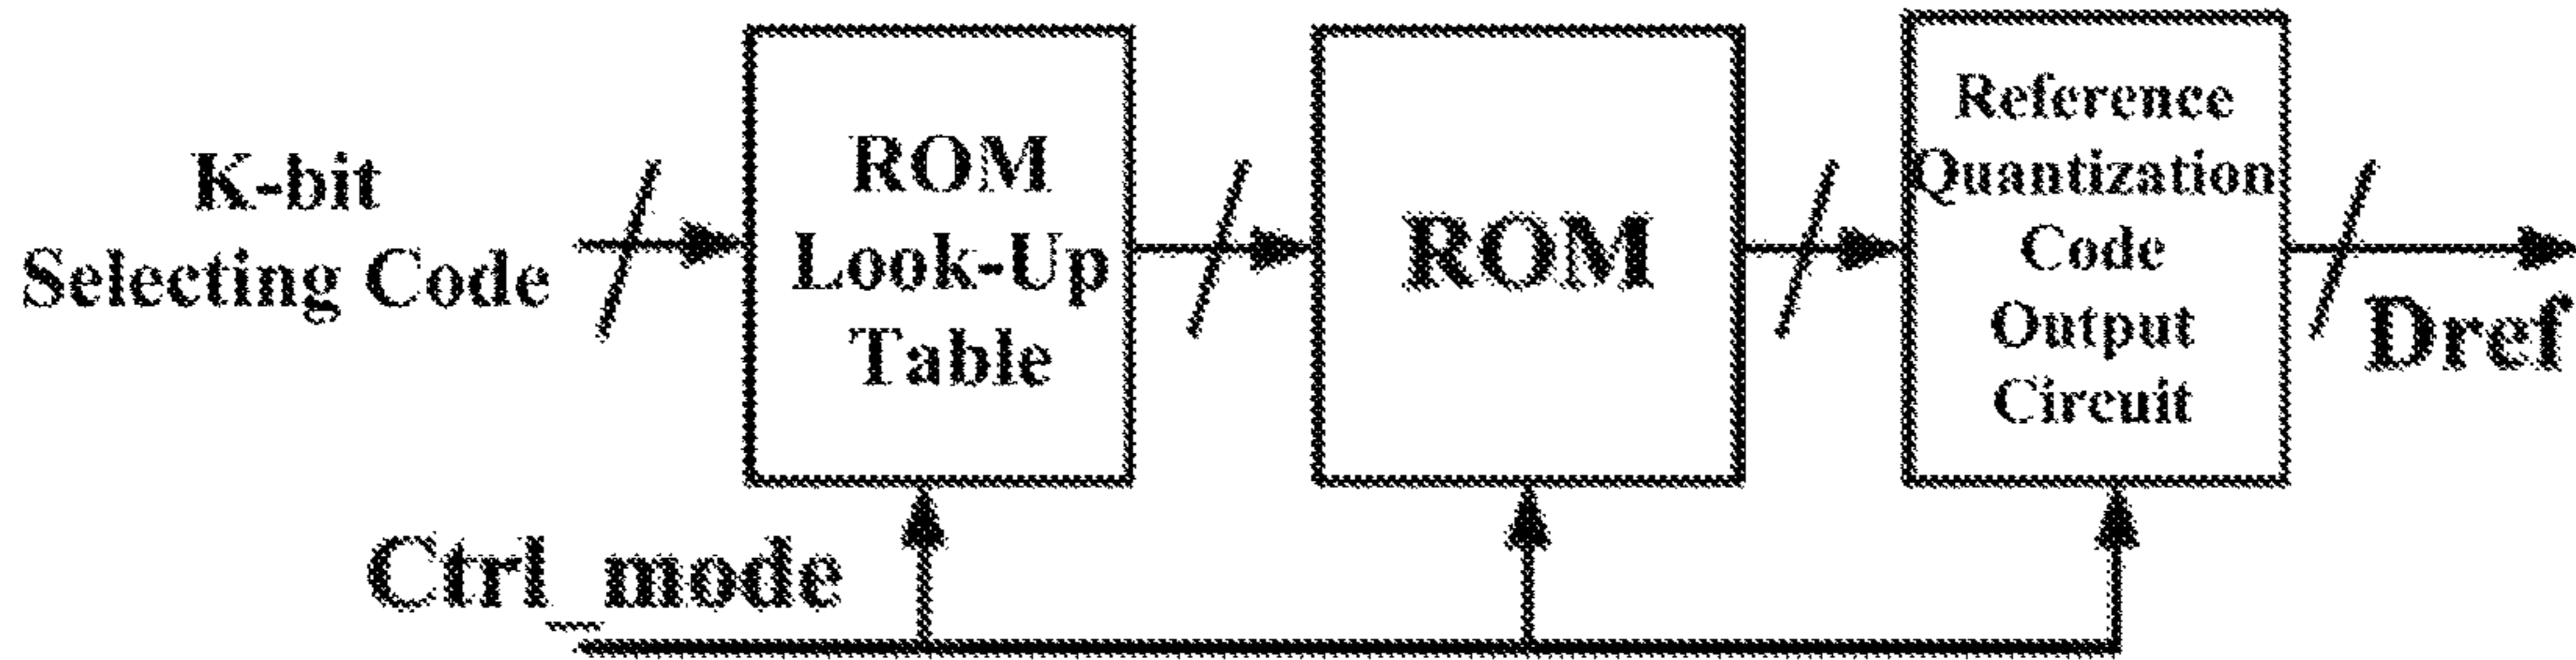 K-bit
Selecting Code
ROM
Look-Up
Table
ROM
Reference
Quantization
Code
Output
Circuit
Dref
Ctrl_mode